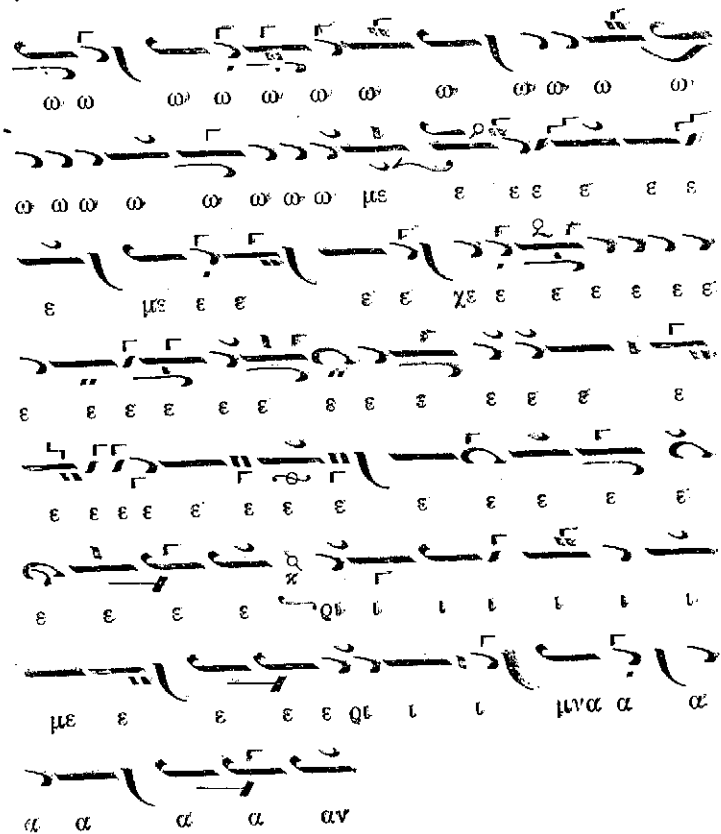 ω ω ω ω ω ω ω ω ω ω ω ω
ω ω ω ω ω ω ω ω με ε ε ε ε ε ε
ε με ε ε ε ε χε ε ε ε ε ε ε
ε ε ε ε ε ε ε ε ε ε ε ε ε
ε ε ε ε ε ε ε ε ε ε ε ε ε
ε ε ε ε ρι ι ι ι ι ι ι
με ε ε ε ε ρι ι ι μνα α α
α α α α αν